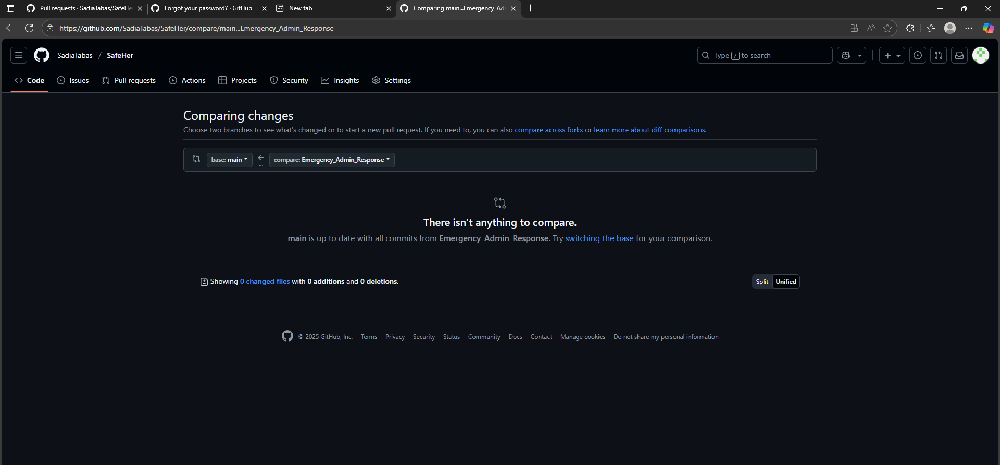 Pull requests · SadiaTabas/SafeHe
Forgot your password? · GitHub
New tab
Comparing main...Emergency_Adm
https://github.com/SadiaTabas/SafeHer/compare/main...Emergency_Admin_Response
SadiaTabas / SafeHer
Type / to search
Code
Issues
Pull requests
Actions
Projects
Security
Insights
Settings
Comparing changes
Choose two branches to see what's changed or to start a new pull request. If you need to, you can also compare across forks or learn more about diff comparisons.
base: main
...
compare: Emergency_Admin_Response
There isn't anything to compare.
main is up to date with all commits from Emergency_Admin_Response. Try switching the base for your comparison.
Showing 0 changed files with 0 additions and 0 deletions.
Split
Unified
© 2025 GitHub, Inc.
Terms
Privacy
Security
Status
Community
Docs
Contact
Manage cookies
Do not share my personal information